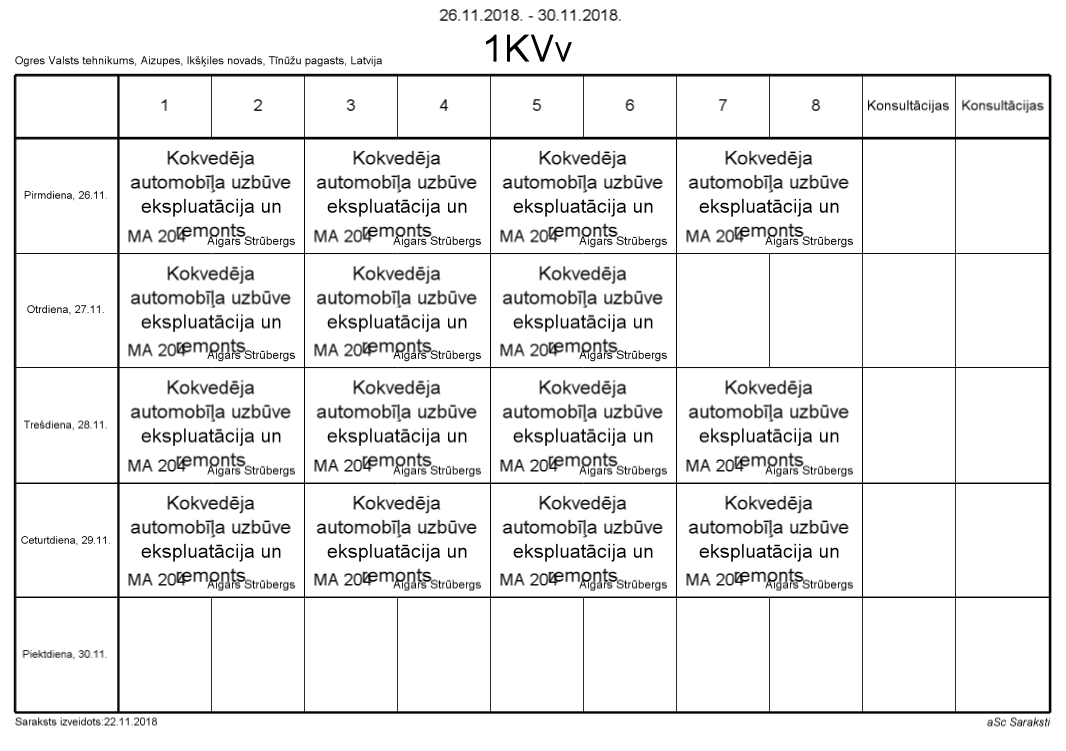 26.11.2018. - 30.11.2018.
1KVv
Ogres Valsts tehnikums, Aizupes, Ikšķiles novads, Tīnūžu pagasts, Latvija
1 2 3 4 5 6 7 8 Konsultācijas Konsultācijas
Pirmdiena, 26.11.
Kokvedēja
automobīļa uzbūve
ekspluatācija un
remonts
MA 204 Aigars Strūbergs
Kokvedēja
automobīļa uzbūve
ekspluatācija un
remonts
MA 204 Aigars Strūbergs
Kokvedēja
automobīļa uzbūve
ekspluatācija un
remonts
MA 204 Aigars Strūbergs
Kokvedēja
automobīļa uzbūve
ekspluatācija un
remonts
MA 204 Aigars Strūbergs
Otrdiena, 27.11.
Kokvedēja
automobīļa uzbūve
ekspluatācija un
remonts
MA 204 Aigars Strūbergs
Kokvedēja
automobīļa uzbūve
ekspluatācija un
remonts
MA 204 Aigars Strūbergs
Kokvedēja
automobīļa uzbūve
ekspluatācija un
remonts
MA 204 Aigars Strūbergs
Trešdiena, 28.11.
Kokvedēja
automobīļa uzbūve
ekspluatācija un
remonts
MA 204 Aigars Strūbergs
Kokvedēja
automobīļa uzbūve
ekspluatācija un
remonts
MA 204 Aigars Strūbergs
Kokvedēja
automobīļa uzbūve
ekspluatācija un
remonts
MA 204 Aigars Strūbergs
Kokvedēja
automobīļa uzbūve
ekspluatācija un
remonts
MA 204 Aigars Strūbergs
Ceturtdiena, 29.11.
Kokvedēja
automobīļa uzbūve
ekspluatācija un
remonts
MA 204 Aigars Strūbergs
Kokvedēja
automobīļa uzbūve
ekspluatācija un
remonts
MA 204 Aigars Strūbergs
Kokvedēja
automobīļa uzbūve
ekspluatācija un
remonts
MA 204 Aigars Strūbergs
Kokvedēja
automobīļa uzbūve
ekspluatācija un
remonts
MA 204 Aigars Strūbergs
Piektdiena, 30.11.
Saraksts izveidots:22.11.2018
aSc Saraksti